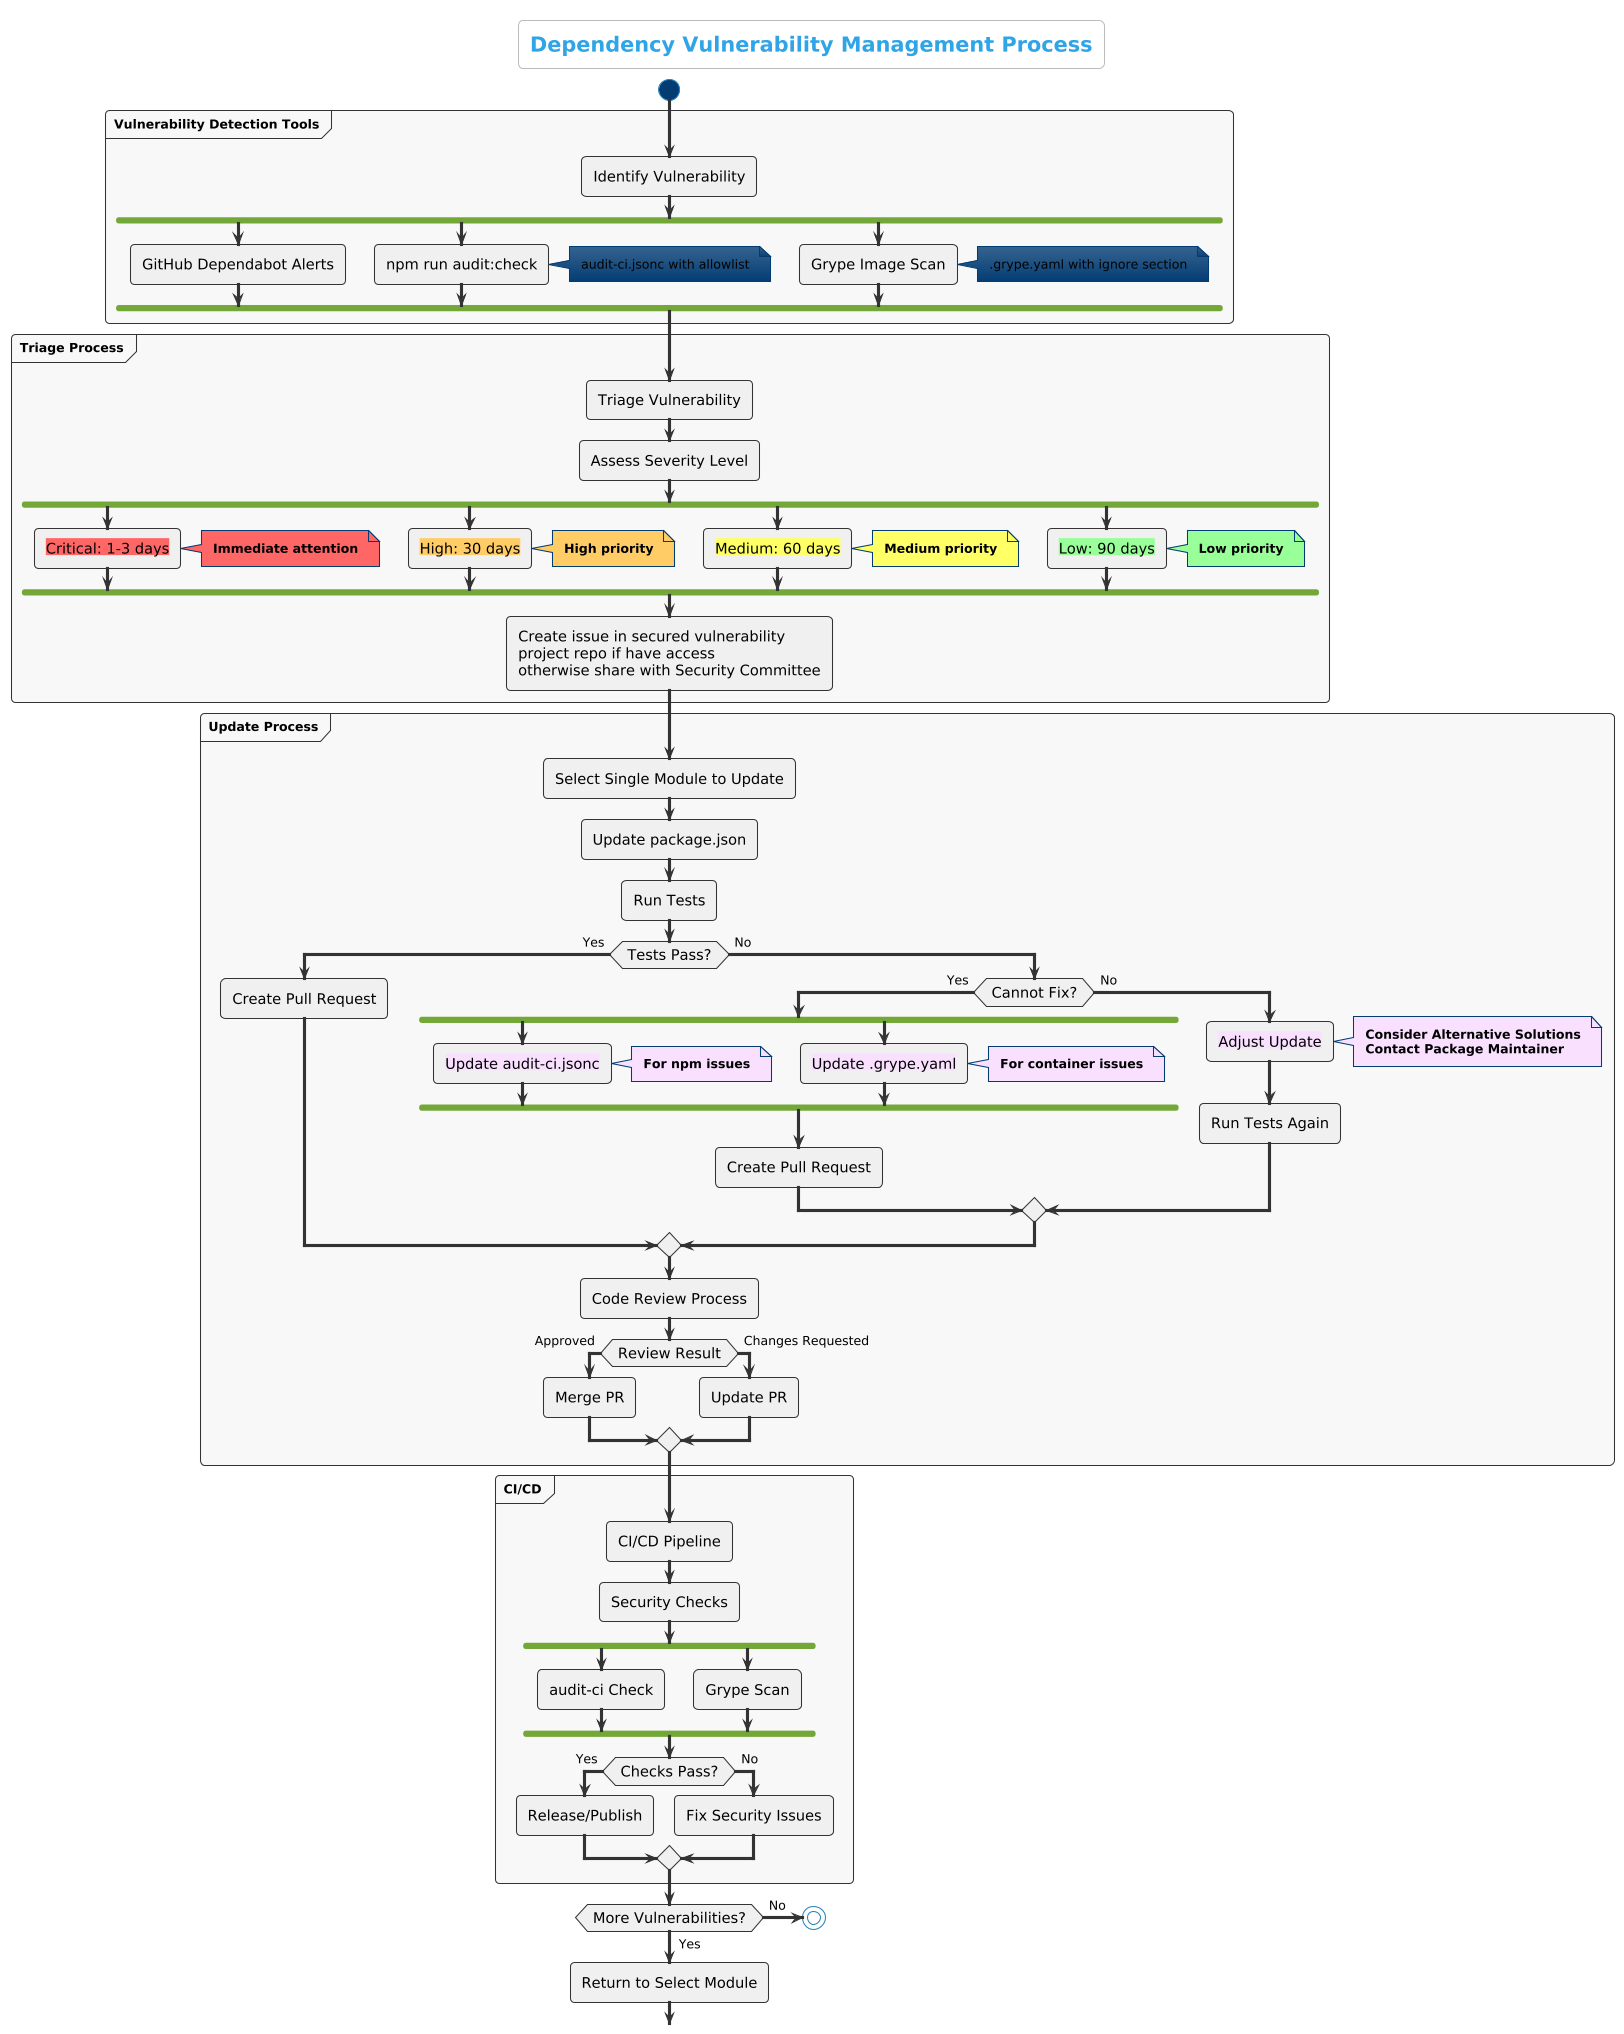 Dependency Vulnerability Management Process
Vulnerability Detection Tools
Identify Vulnerability
GitHub Dependabot Alerts
npm run audit:check
audit-ci.jsonc with allowlist
Grype Image Scan
.grype.yaml with ignore section
Triage Process
Triage Vulnerability
Assess Severity Level
Critical: 1-3 days
Immediate attention
High: 30 days
High priority
Medium: 60 days
Medium priority
Low: 90 days
Low priority
Create issue in secured vulnerability
project repo if have access
otherwise share with Security Committee
Update Process
Select Single Module to Update
Update package.json
Run Tests
Yes
Tests Pass?
No
Create Pull Request
Yes
Cannot Fix?
No
Update audit-ci.jsonc
For npm issues
Update .grype.yaml
For container issues
Adjust Update
Consider Alternative Solutions
Contact Package Maintainer
Run Tests Again
Create Pull Request
Code Review Process
Approved
Review Result
Changes Requested
Merge PR
Update PR
CI/CD
CI/CD Pipeline
Security Checks
audit-ci Check
Grype Scan
Yes
Checks Pass?
No
Release/Publish
Fix Security Issues
More Vulnerabilities?
No
Yes
Return to Select Module